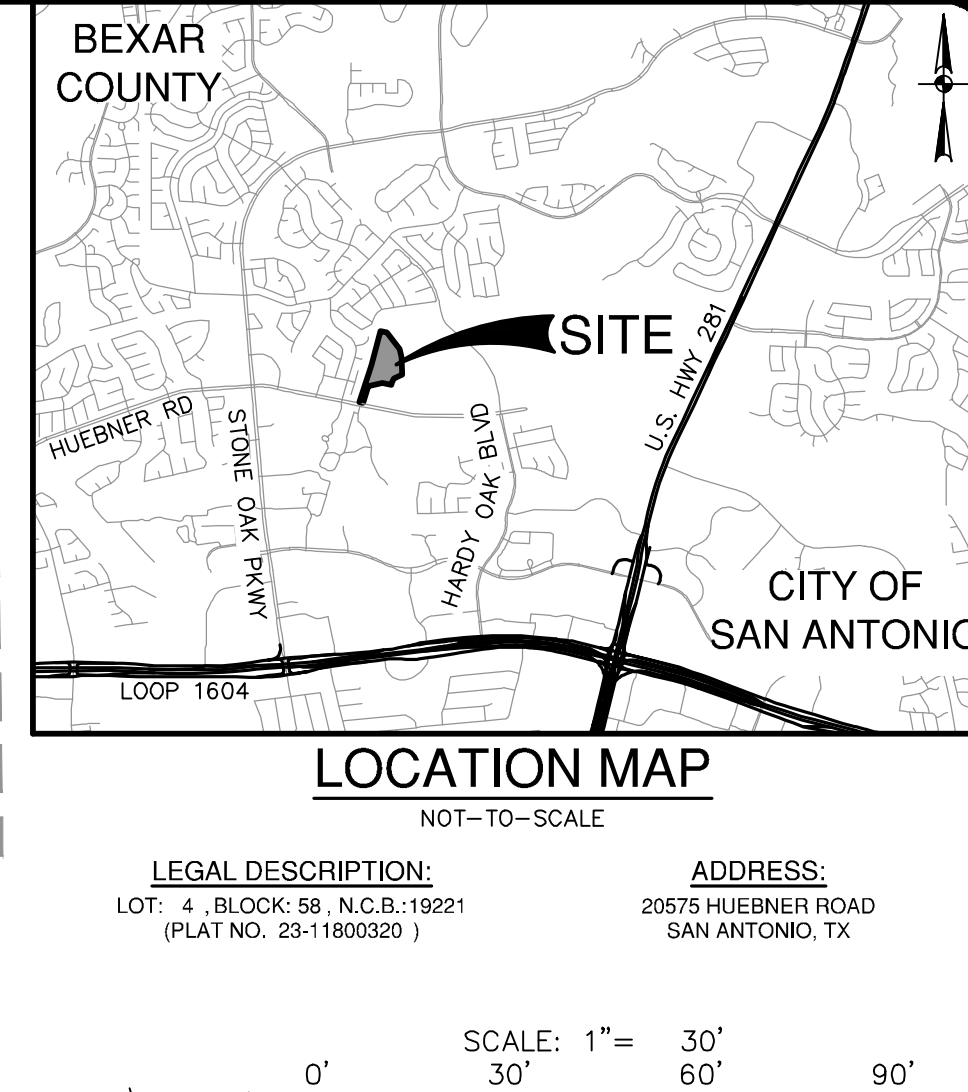 BEXAR
COUNTY
SITE
U.S. HWY 281
HUEBNER RD
STONE OAK PKWY
HARDY OAK BLVD
CITY OF
SAN ANTONIO
LOOP 1604
LOCATION MAP
NOT-TO-SCALE
LEGAL DESCRIPTION:
LOT: 4 , BLOCK: 58 , N.C.B.:19221
(PLAT NO. 23-11800320 )
ADDRESS:
20575 HUEBNER ROAD
SAN ANTONIO, TX
SCALE: 1"= 30'
0' 30' 60' 90'